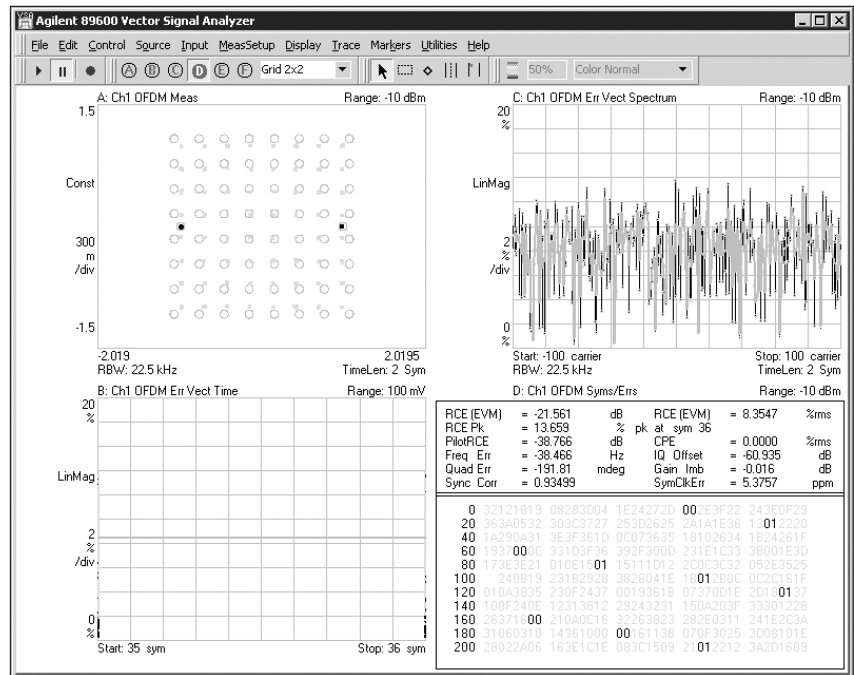 Agilent 89600 Vector Signal Analyzer
File Edit Control Source Input MeasSetup Display Trace Markers Utilities Help
A B C D E F Grid 2x2 50% Color Normal
A: Ch1 OFDM Meas Range: -10 dBm
1.5
Const
300
m
/div
-1.5
-2.019 2.0195
RBW: 22.5 kHz TimeLen: 2 Sym
C: Ch1 OFDM Err Vect Spectrum Range: -10 dBm
20
%
LinMag
2
%
/div
0
%
Start: -100 carrier Stop: 100 carrier
RBW: 22.5 kHz TimeLen: 2 Sym
B: Ch1 OFDM Err Vect Time Range: 100 mV
20
%
LinMag
2
%
/div
0
%
Start: 35 sym Stop: 36 sym
D: Ch1 OFDM Syms/Errs Range: -10 dBm
RCE (EVM) = -21.561 dB RCE (EVM) = 8.3547 %rms
RCE Pk = 13.659 % pk at sym 36
PilotRCE = -38.766 dB CPE = 0.0000 %rms
Freq Err = -38.466 Hz IQ Offset = -60.935 dB
Quad Err = -191.81 mdeg Gain Imb = -0.016 dB
Sync Corr = 0.93499 SymClkErr = 5.3757 ppm
0 32121819 08283D04 1E24272D 002E3F22 243E0F29
20 363A0532 303C3727 253D2625 2A1A1E36 13012220
40 1A290A31 3E3F361D 0C073635 18102634 1B24261F
60 1937000C 331D3F36 392F300D 231E1C33 3B001E3D
80 173E3E21 010E1501 15111D12 2C0C3C32 052E3525
100 240B19 231B2928 3828041E 1B012B0C 0C2C161F
120 010A3835 230F2437 0019361B 07370D1E 2D180137
140 100F240E 12313612 29243231 150A203F 3330122B
160 26371600 210A0C16 32263823 282E0311 241E2C3A
180 31060310 14361000 0016113B 070F3025 3D08101E
200 28022A06 163E1C1E 083C1509 21012212 3A2D1609